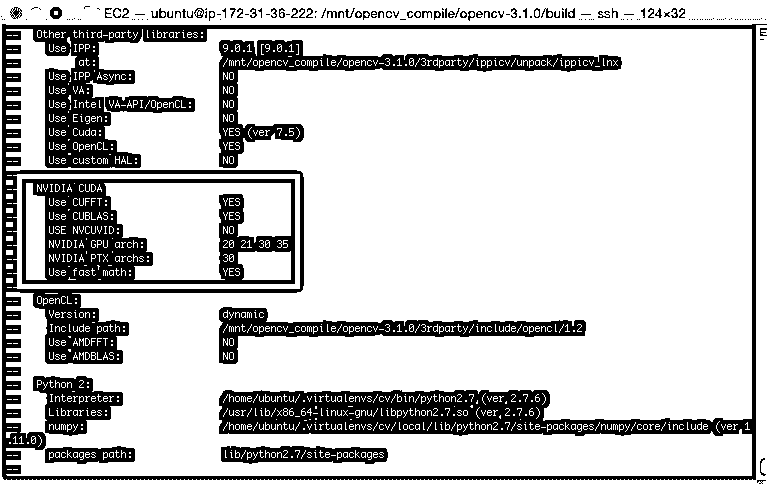 EC2 — ubuntu@ip-172-31-36-222: /mnt/opencv_compile/opencv-3.1.0/build — ssh — 124×32
-- Other third-party libraries:
-- Use IPP: 9.0.1 [9.0.1]
-- at: /mnt/opencv_compile/opencv-3.1.0/3rdparty/ippicv/unpack/ippicv_lnx
-- Use IPP Async: NO
-- Use VA: NO
-- Use Intel VA-API/OpenCL: NO
-- Use Eigen: NO
-- Use Cuda: YES (ver 7.5)
-- Use OpenCL: YES
-- Use custom HAL: NO
--
-- NVIDIA CUDA
-- Use CUFFT: YES
-- Use CUBLAS: YES
-- USE NVCUVID: NO
-- NVIDIA GPU arch: 20 21 30 35
-- NVIDIA PTX archs: 30
-- Use fast math: YES
--
-- OpenCL:
-- Version: dynamic
-- Include path: /mnt/opencv_compile/opencv-3.1.0/3rdparty/include/opencl/1.2
-- Use AMDFFT: NO
-- Use AMDBLAS: NO
--
-- Python 2:
-- Interpreter: /home/ubuntu/.virtualenvs/cv/bin/python2.7 (ver 2.7.6)
-- Libraries: /usr/lib/x86_64-linux-gnu/libpython2.7.so (ver 2.7.6)
-- numpy: /home/ubuntu/.virtualenvs/cv/local/lib/python2.7/site-packages/numpy/core/include (ver 1
.11.0)
-- packages path: lib/python2.7/site-packages
--